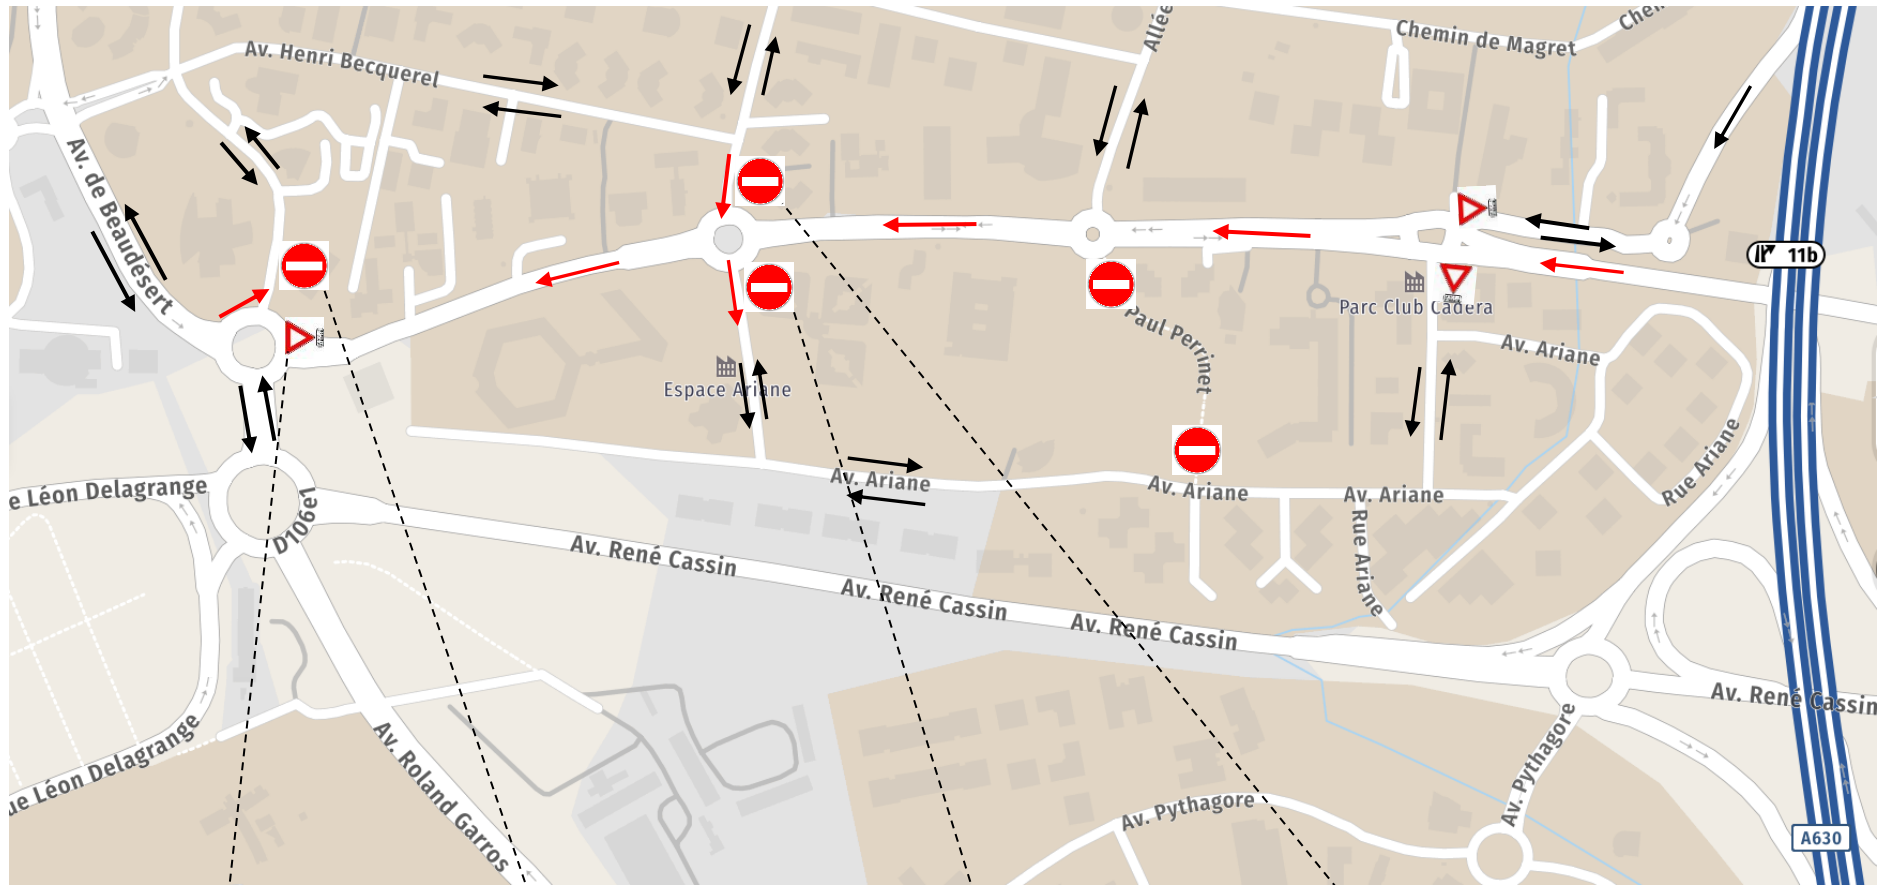 Chemin de Magret
Chem
Allée
Av. Henri Becquerel
Av. de Beaudésert
11b
Parc Club Cadera
Paul Perrinet
Av. Ariane
Espace Ariane
Rue Ariane
Av. Ariane
Av. Ariane
Av. Ariane
e Léon Delagrange
D106e1
Rue Ariane
Av. René Cassin
Av. René Cassin
Av. René Cassin
Av. René Cassin
ue Léon Delagrange
Av. Roland Garros
Av. Pythagore
Av. Pythagore
A630